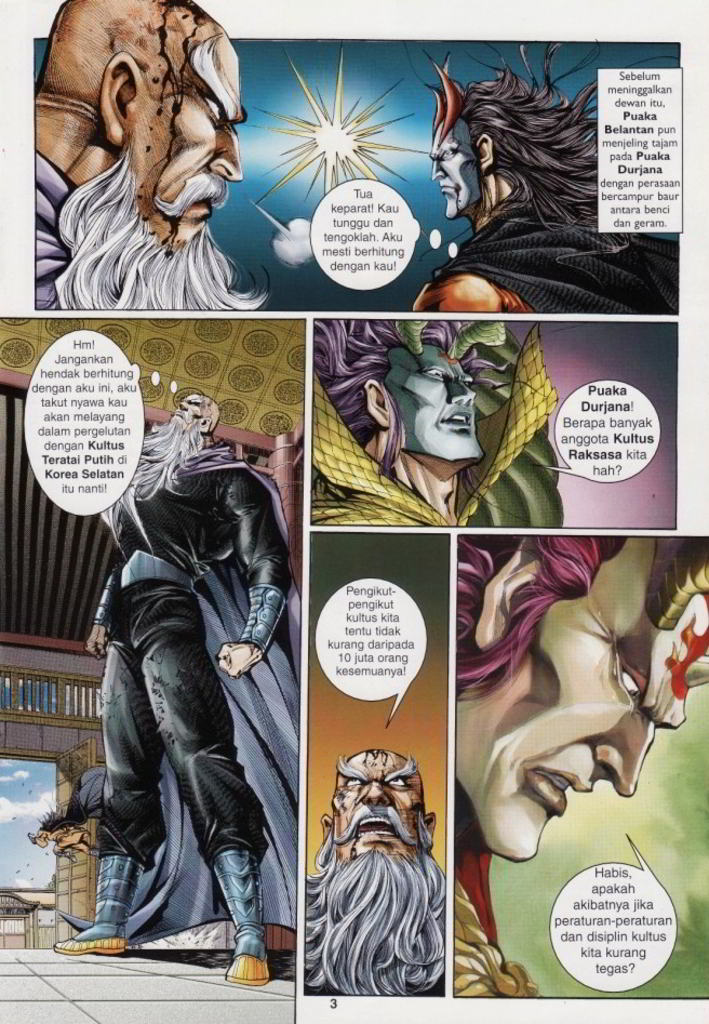 Sebelum
meninggalkan
dewan itu,
Puaka
Belantan pun
menjeling tajam
pada Puaka
Durjana
dengan perasaan
bercampur baur
antara benci
dan geram.
Tua
keparat! Kau
tunggu dan
tengoklah. Aku
mesti berhitung
dengan kau!
Hm!
Jangankan
hendak berhitung
dengan aku ini, aku
takut nyawa kau
akan melayang
dalam pergelutan
dengan Kultus
Teratai Putih di
Korea Selatan
itu nanti!
Puaka
Durjana!
Berapa banyak
anggota Kultus
Raksasa kita
hah?
Pengikut-
pengikut
kultus kita
tentu tidak
kurang daripada
10 juta orang
kesemuanya!
Habis,
apakah
akibatnya jika
peraturan-peraturan
dan disiplin kultus
kita kurang
tegas?
3